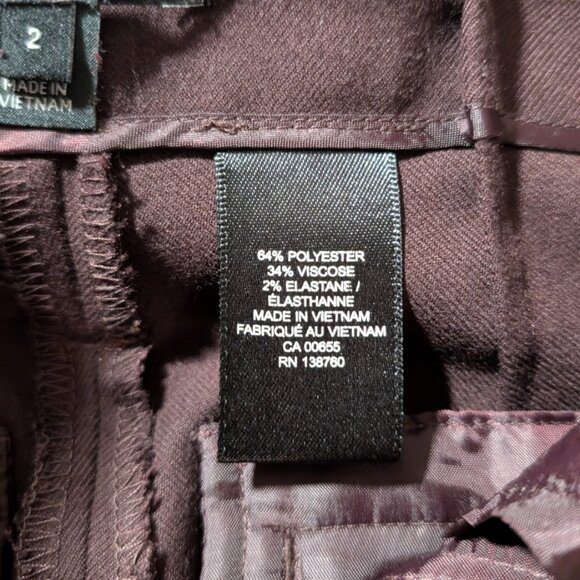 2
MADE IN
VIETNAM
64% POLYESTER
34% VISCOSE
2% ELASTANE /
ÉLASTHANNE
MADE IN VIETNAM
FABRIQUÉ AU VIETNAM
CA 00655
RN 138760